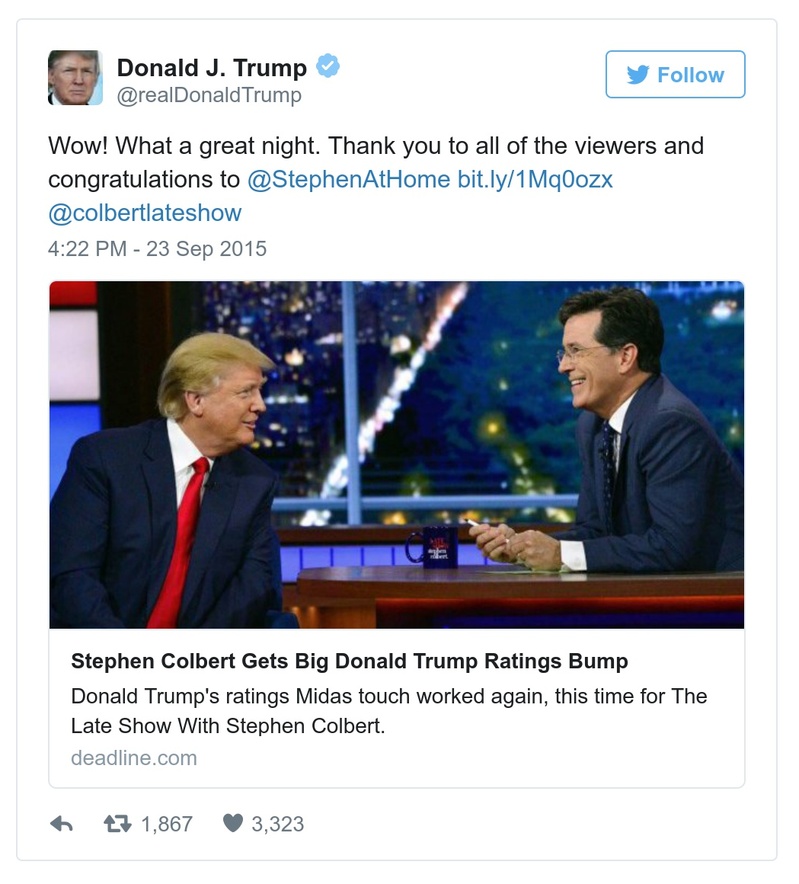 Donald J. Trump
@realDonaldTrump
Follow
Wow! What a great night. Thank you to all of the viewers and
congratulations to @StephenAtHome bit.ly/1Mq0ozx
@colbertlateshow
4:22 PM - 23 Sep 2015
Stephen Colbert Gets Big Donald Trump Ratings Bump
Donald Trump's ratings Midas touch worked again, this time for The
Late Show With Stephen Colbert.
deadline.com
1,867 3,323